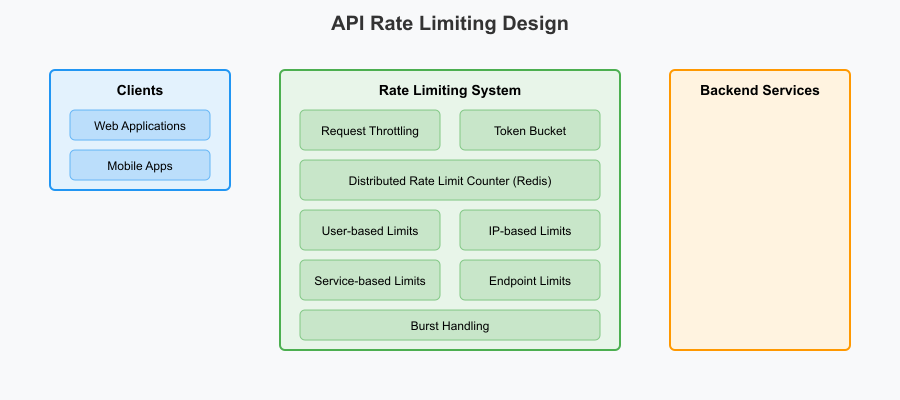 API Rate Limiting Design
Clients
Web Applications
Mobile Apps
Rate Limiting System
Request Throttling
Token Bucket
Distributed Rate Limit Counter (Redis)
User-based Limits
IP-based Limits
Service-based Limits
Endpoint Limits
Burst Handling
Backend Services